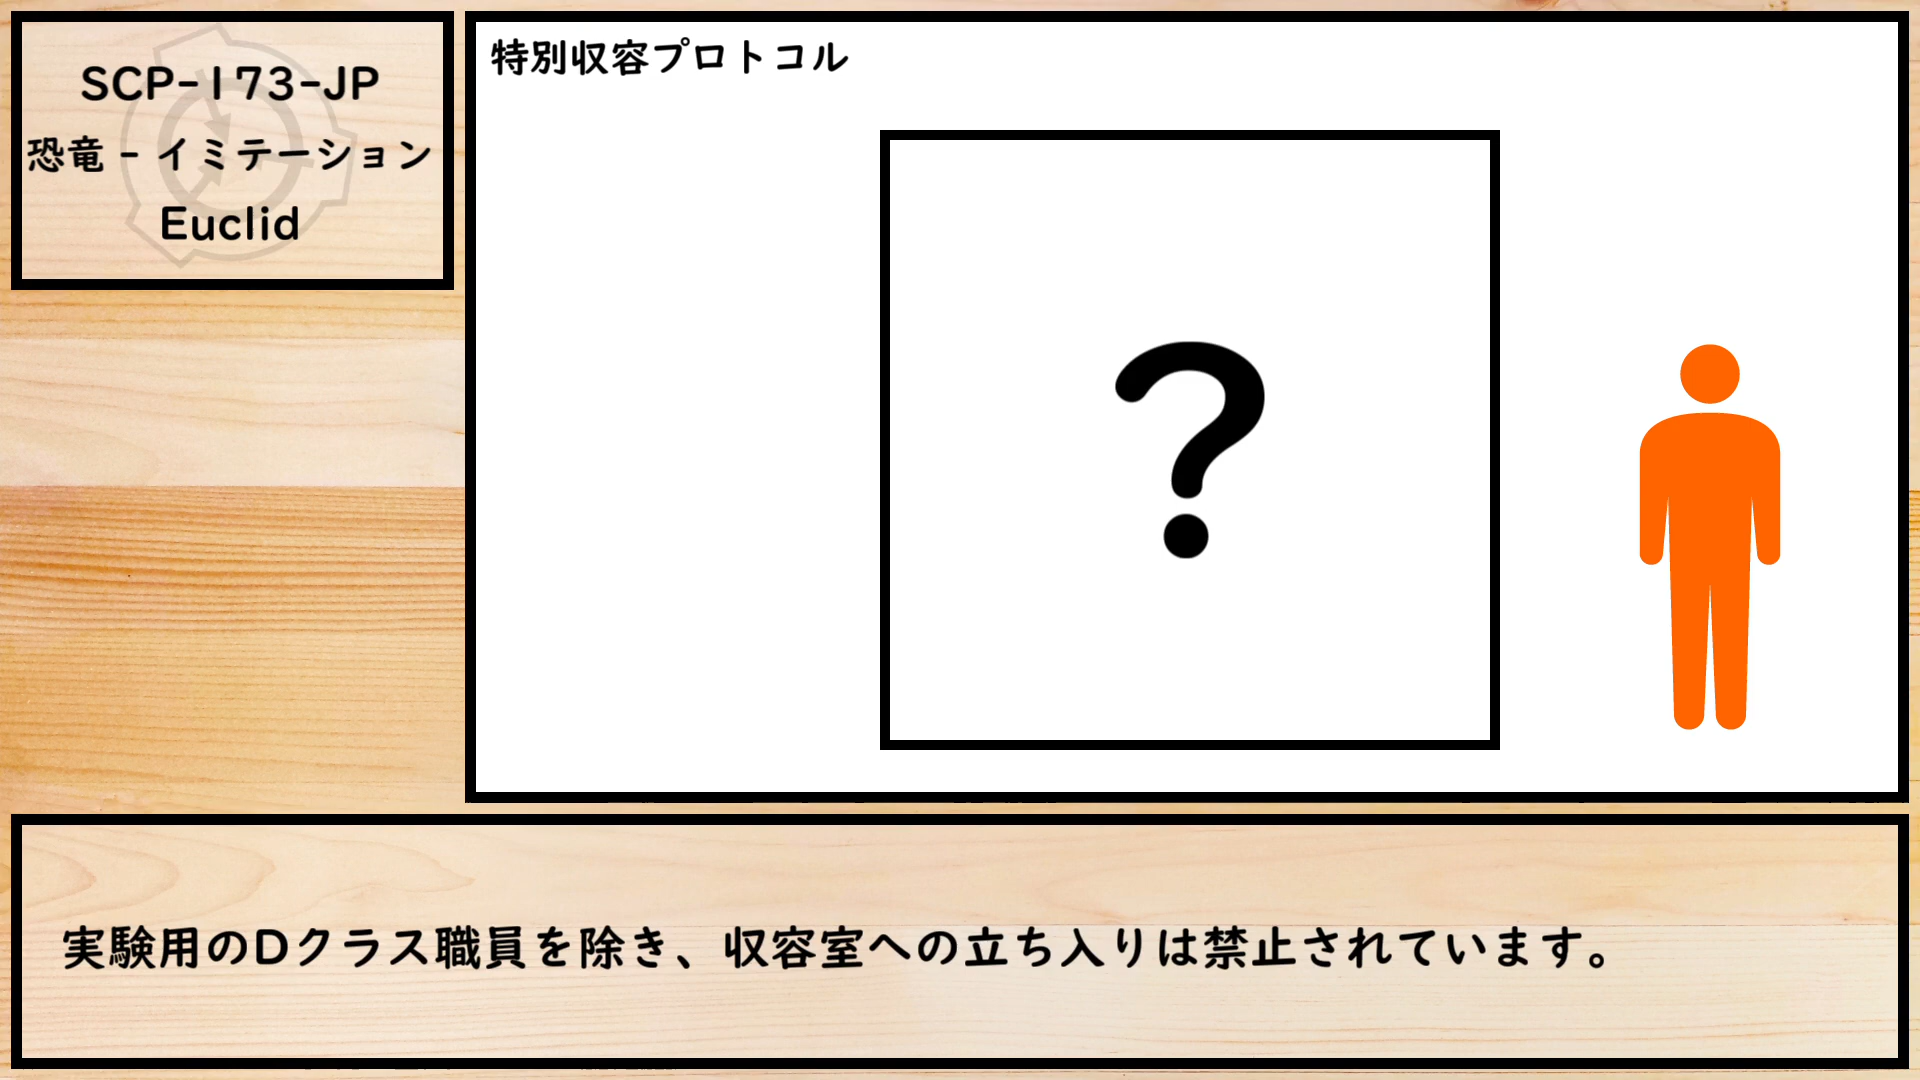 SCP-173-JP
恐竜 - イミテーション
Euclid
特別収容プロトコル
?
実験用のDクラス職員を除き、収容室への立ち入りは禁止されています。